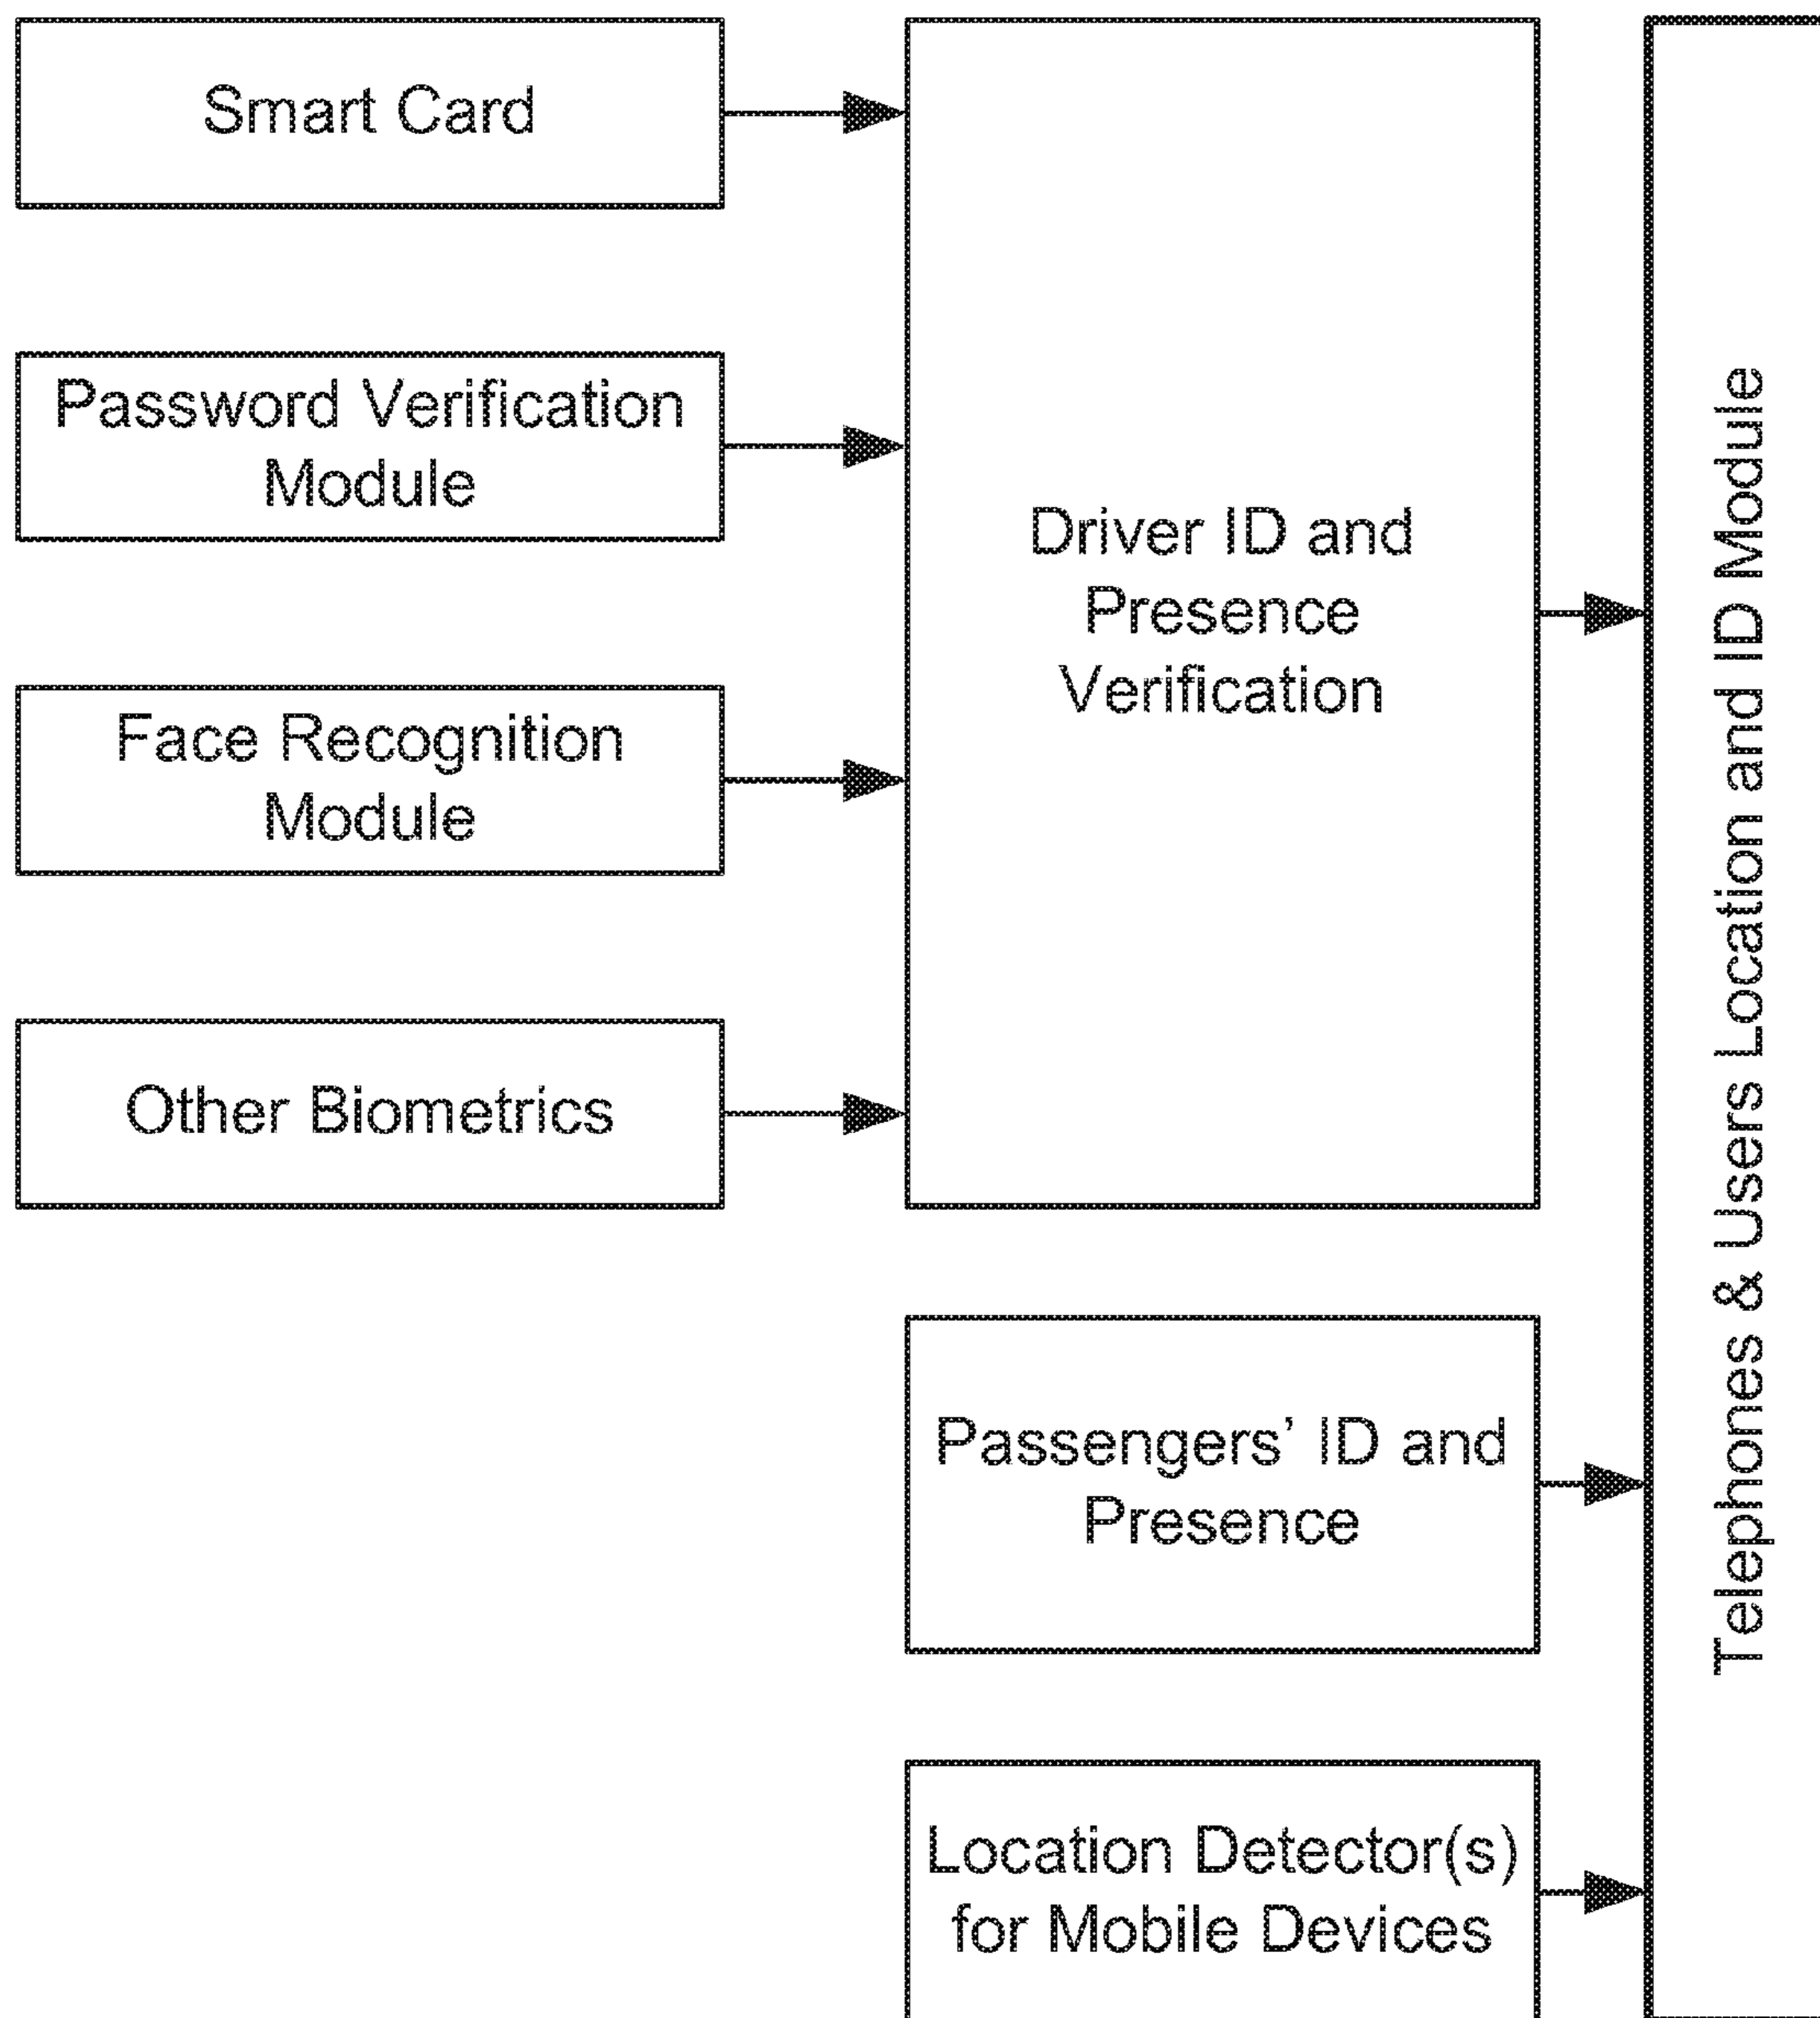 Smart Card
Password Verification
Module
Face Recognition
Module
Other Biometrics
Driver ID and
Presence
Verification
Passengers’ ID and
Presence
Location Detector(s)
for Mobile Devices
Telephones & Users Location and ID Module